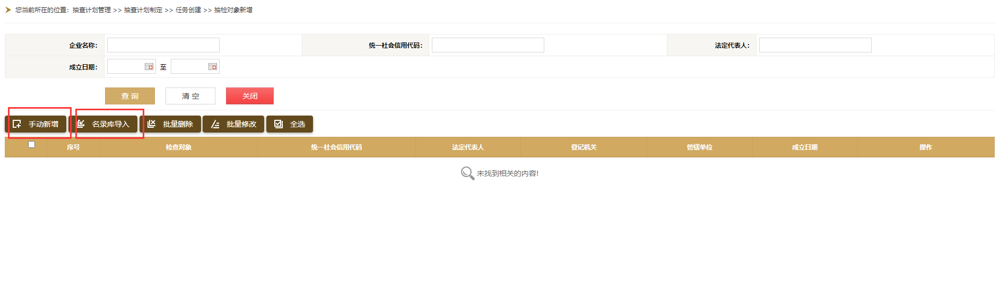 您当前所在的位置：抽查计划管理 >> 抽查计划制定 >> 任务创建 >> 抽检对象新增
企业名称： 统一社会信用代码： 法定代表人：
成立日期： 至
查 询 清 空 关闭
手动新增 名录库导入 批量删除 批量修改 全选
序号 检查对象 统一社会信用代码 法定代表人 登记机关 管辖单位 成立日期 操作
未找到相关的内容!